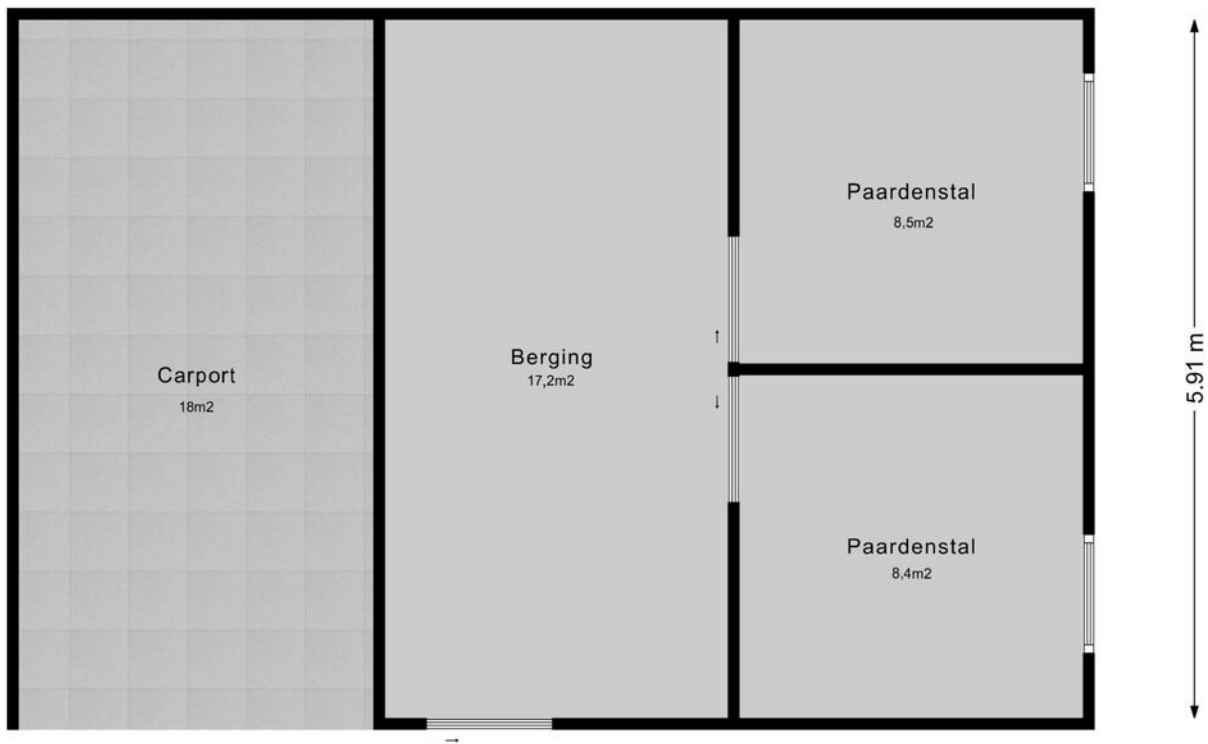 Paardenstal
8,5m2
Berging
17,2m2
Carport
18m2
5.91 m
Paardenstal
8,4m2